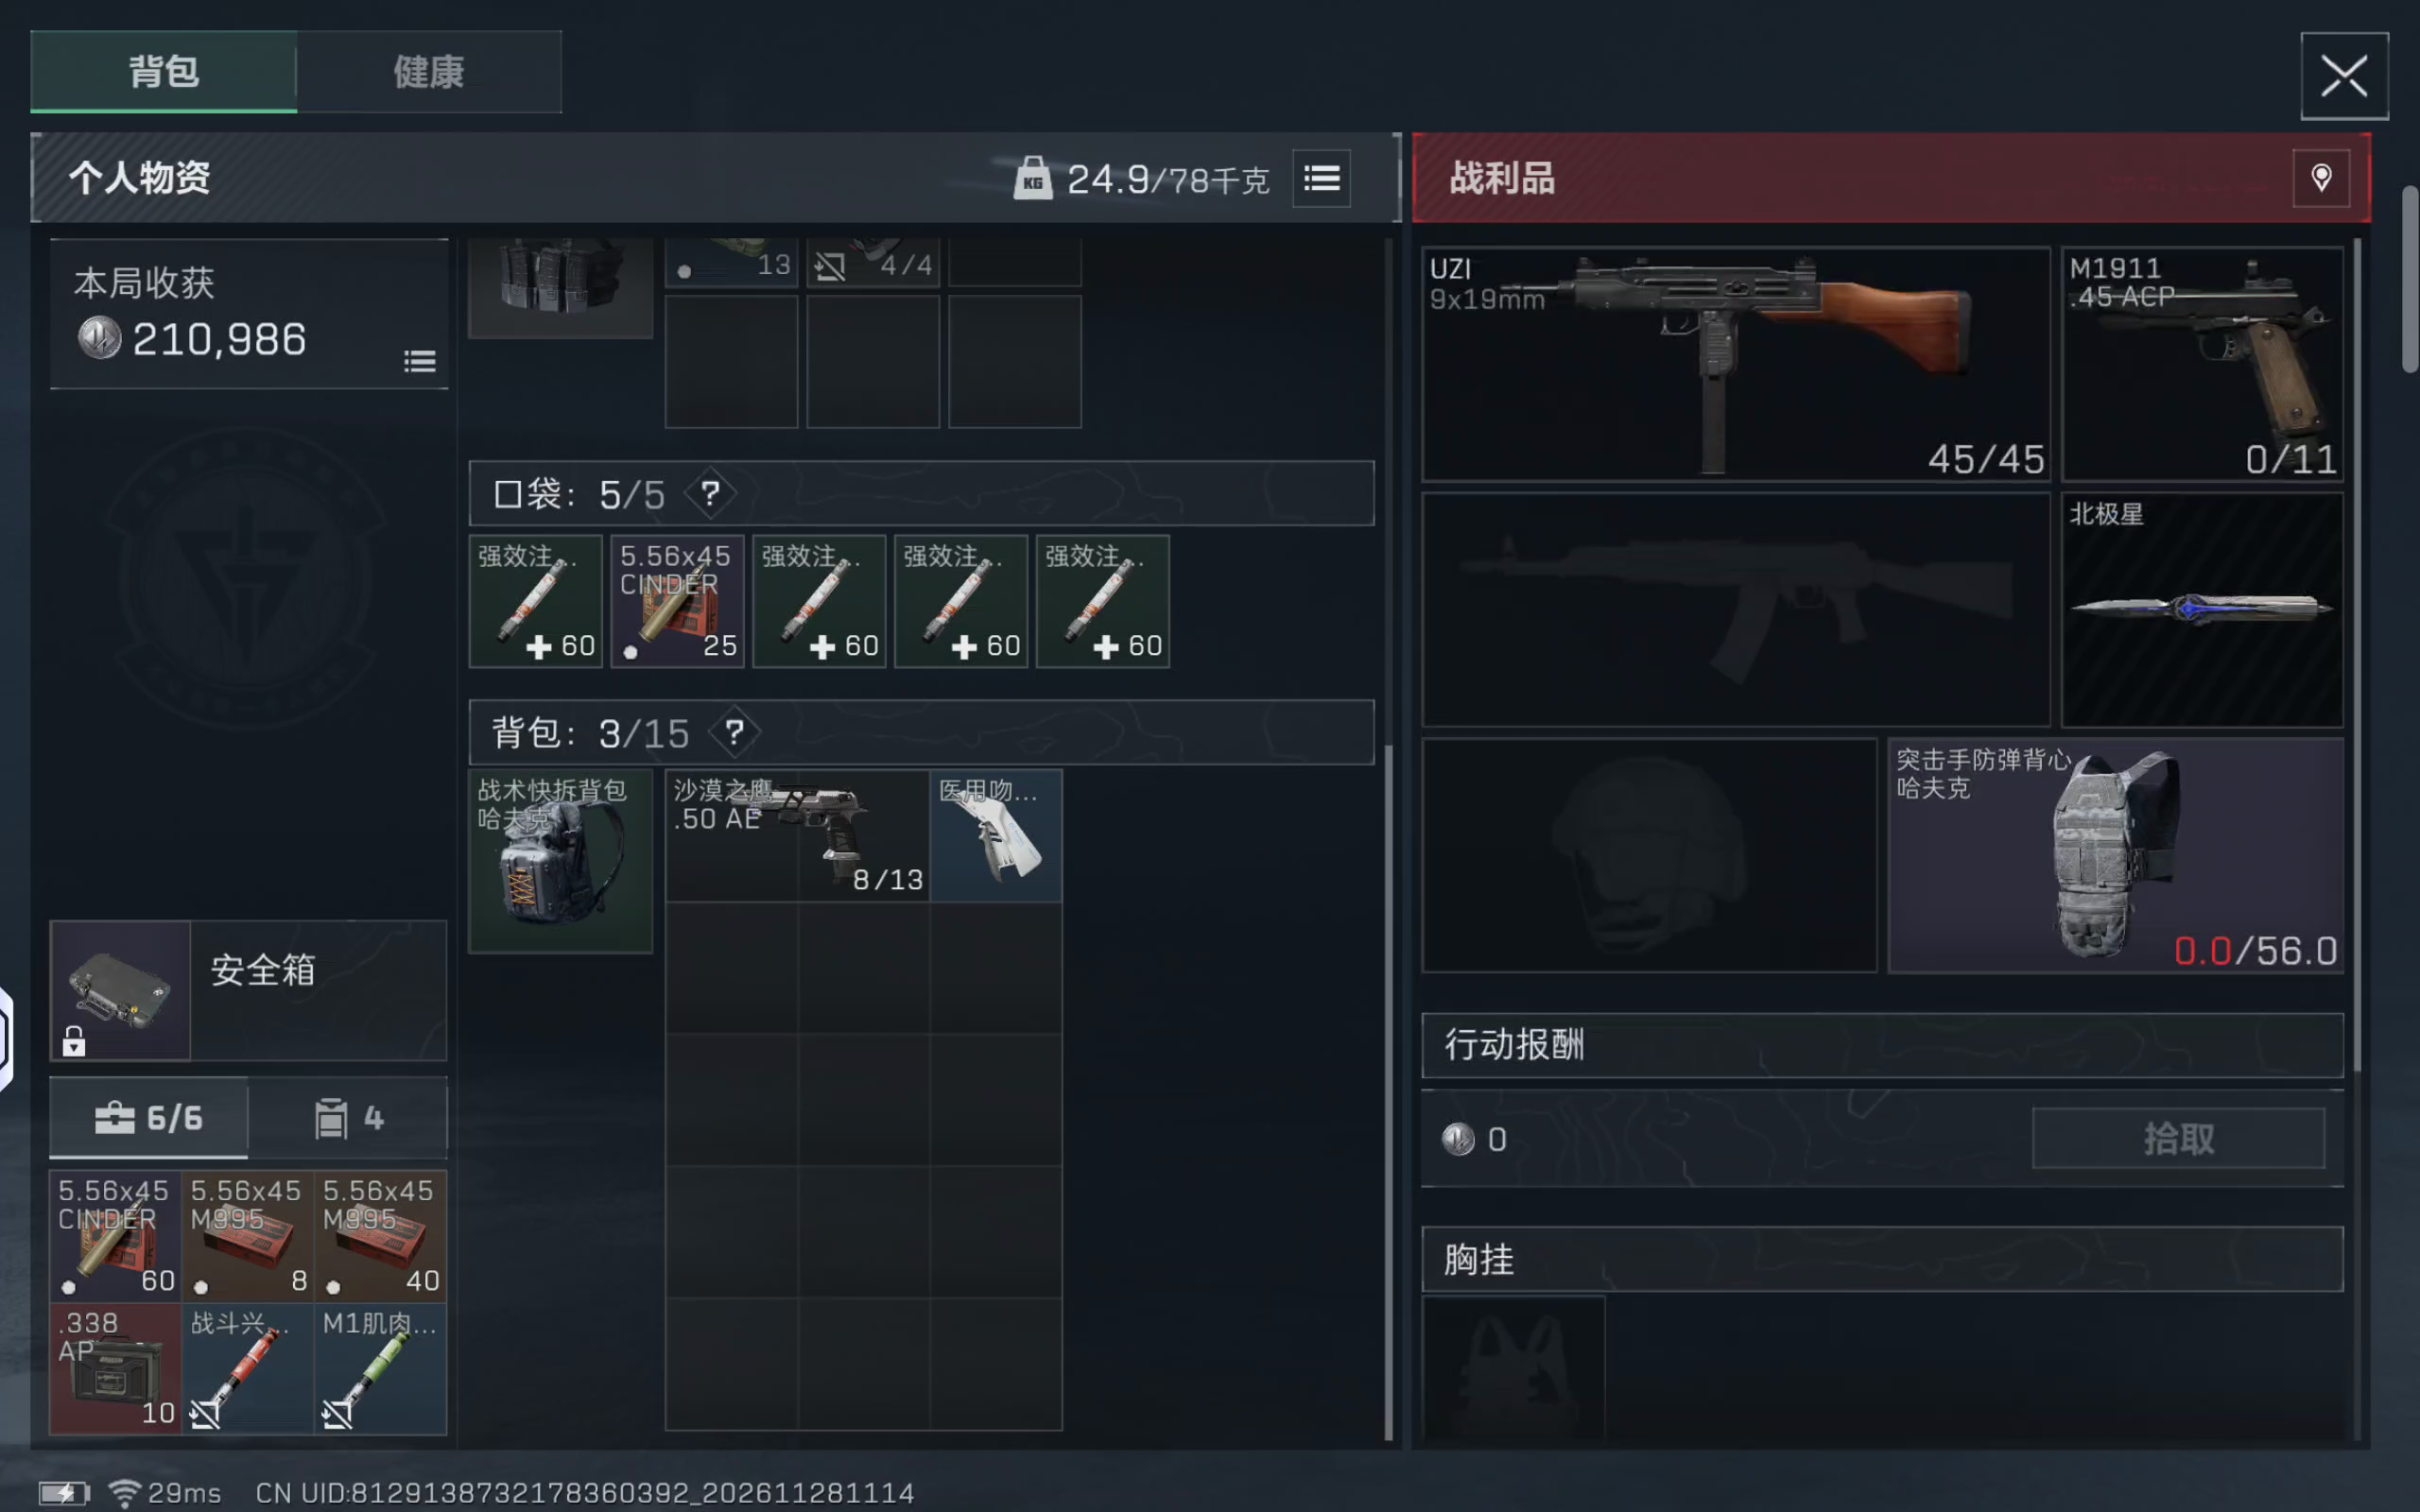 背包
健康
个人物资
KG
24.9/78千克
战利品
本局收获
210,986
13
4/4
口袋： 5/5 ?
强效注...
+60
5.56x45
CINDER
25
强效注...
+60
强效注...
+60
强效注...
+60
背包： 3/15 ?
战术快拆背包
哈夫克
沙漠之鹰
.50 AE
8/13
医用吻...
安全箱
6/6
4
5.56x45
CINDER
60
5.56x45
M995
8
5.56x45
M995
40
.338
AP
10
战斗兴...
M1肌肉...
UZI
9x19mm
45/45
M1911
.45 ACP
0/11
北极星
突击手防弹背心
哈夫克
0.0/56.0
行动报酬
0
拾取
胸挂
29ms
CN UID:8129138732178360392_202611281114